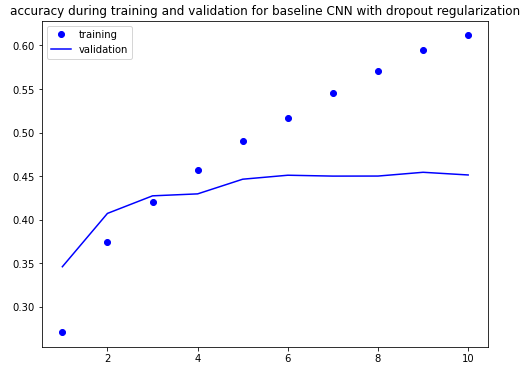 accuracy during training and validation for baseline CNN with dropout regularization
training
validation
0.60
0.55
0.50
0.45
0.40
0.35
0.30
2 4 6 8 10